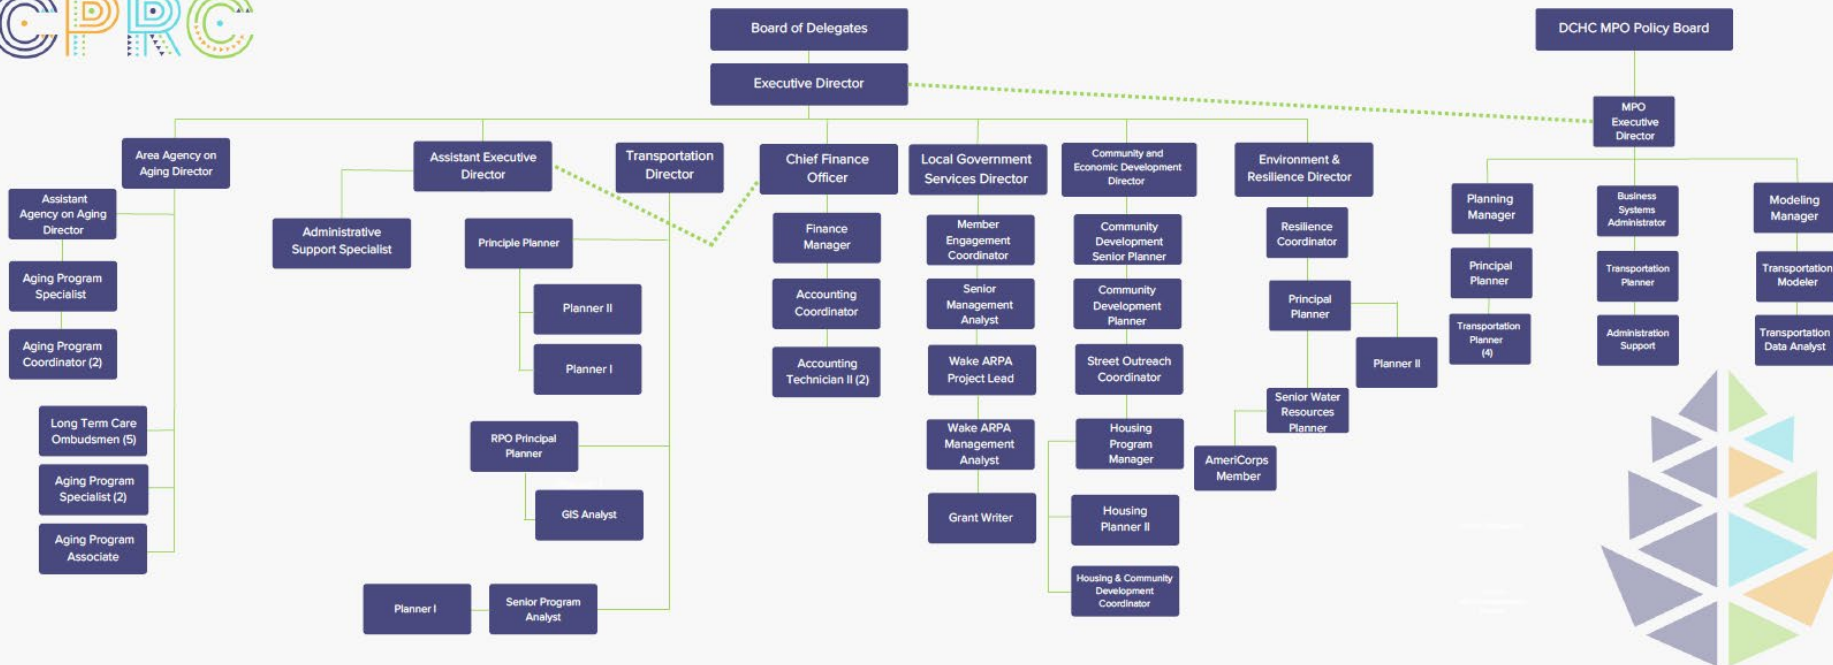 CPRC
Board of Delegates
Executive Director
DCHC MPO Policy Board
MPO
Executive
Director
Area Agency on
Aging Director
Assistant
Agency on Aging
Director
Aging Program
Specialist
Aging Program
Coordinator (2)
Long Term Care
Ombudsmen (5)
Aging Program
Specialist (2)
Aging Program
Associate
Assistant Executive
Director
Administrative
Support Specialist
Transportation
Director
Principle Planner
Planner II
Planner I
RPO Principal
Planner
GIS Analyst
Senior Program
Analyst
Planner I
Chief Finance
Officer
Finance
Manager
Accounting
Coordinator
Accounting
Technician II (2)
Local Government
Services Director
Member
Engagement
Coordinator
Senior
Management
Analyst
Wake ARPA
Project Lead
Wake ARPA
Management
Analyst
Grant Writer
Community and
Economic Development
Director
Community
Development
Senior Planner
Community
Development
Planner
Street Outreach
Coordinator
Housing
Program
Manager
Housing
Planner II
Housing & Community
Development
Coordinator
Environment &
Resilience Director
Resilience
Coordinator
Principal
Planner
Planner II
Senior Water
Resources
Planner
AmeriCorps
Member
Planning
Manager
Principal
Planner
Transportation
Planner
(4)
Business
Systems
Administrator
Transportation
Planner
Administration
Support
Modeling
Manager
Transportation
Modeler
Transportation
Data Analyst